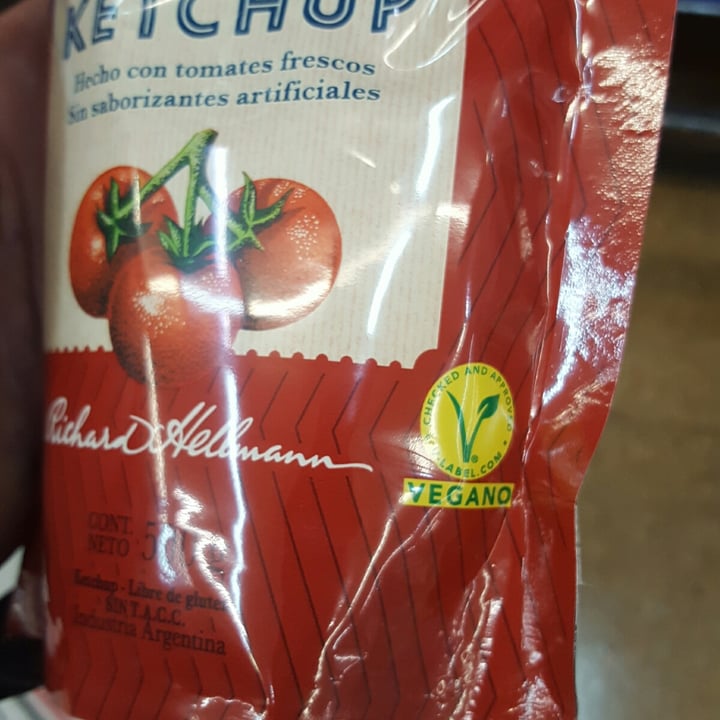 KETCHUP
Hecho con tomates frescos
Sin saborizantes artificiales
Richard Hellmann
CHECKED AND APPROVED
V-LABEL.COM
VEGANO
CONT.
NETO
Ketchup - Libre de gluten
SIN T.A.C.C.
Industria Argentina